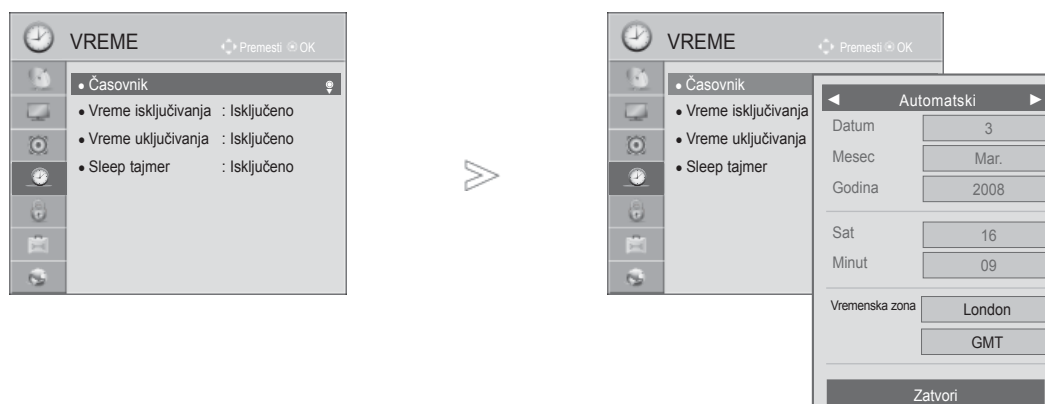 VREME
Premesti OK
• Časovnik
• Vreme isključivanja : Isključeno
• Vreme uključivanja : Isključeno
• Sleep tajmer : Isključeno
VREME
Premesti OK
• Časovnik
• Vreme isključivanja
• Vreme uključivanja
• Sleep tajmer
◄ Automatski ►
Datum 3
Mesec Mar.
Godina 2008
Sat 16
Minut 09
Vremenska zona London
GMT
Zatvori